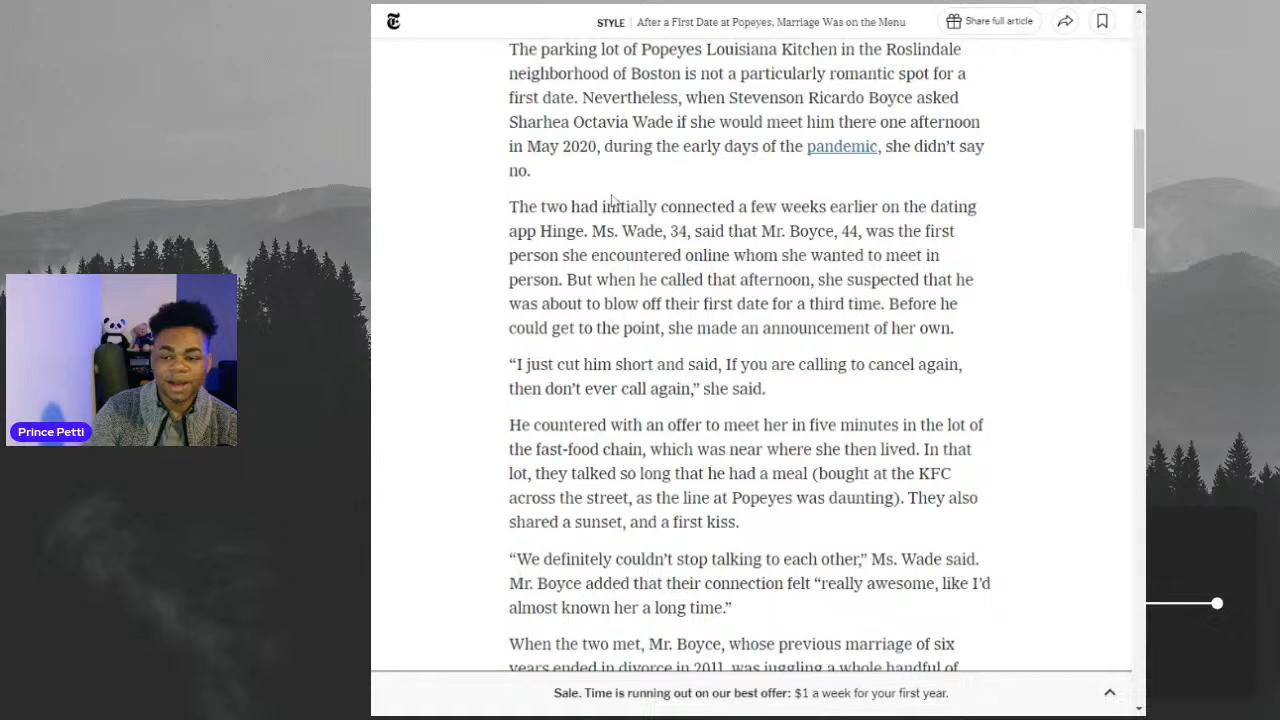 STYLE | After a First Date at Popeyes, Marriage Was on the Menu
Share full article
The parking lot of Popeyes Louisiana Kitchen in the Roslindale
neighborhood of Boston is not a particularly romantic spot for a
first date. Nevertheless, when Stevenson Ricardo Boyce asked
Sharhea Octavia Wade if she would meet him there one afternoon
in May 2020, during the early days of the pandemic, she didn’t say
no.
The two had initially connected a few weeks earlier on the dating
app Hinge. Ms. Wade, 34, said that Mr. Boyce, 44, was the first
person she encountered online whom she wanted to meet in
person. But when he called that afternoon, she suspected that he
was about to blow off their first date for a third time. Before he
could get to the point, she made an announcement of her own.
“I just cut him short and said, If you are calling to cancel again,
then don’t ever call again,” she said.
He countered with an offer to meet her in five minutes in the lot of
the fast-food chain, which was near where she then lived. In that
lot, they talked so long that he had a meal (bought at the KFC
across the street, as the line at Popeyes was daunting). They also
shared a sunset, and a first kiss.
“We definitely couldn’t stop talking to each other,” Ms. Wade said.
Mr. Boyce added that their connection felt “really awesome, like I’d
almost known her a long time.”
When the two met, Mr. Boyce, whose previous marriage of six
years ended in divorce in 2011, was juggling a whole handful of
Sale. Time is running out on our best offer: $1 a week for your first year.
Prince Petti